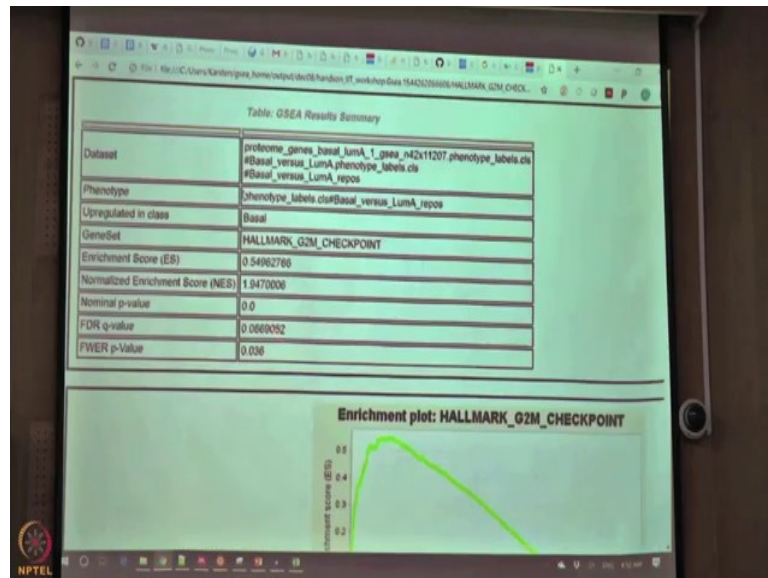 Table: GSEA Results Summary
Dataset
proteome_genes_basal_lumA_1_gsea_n42x11207.phenotype_labels.cls
#Basal_versus_LumA.phenotype_labels.cls
#Basal_versus_LumA_repos
Phenotype
phenotype_labels.cls#Basal_versus_LumA_repos
Upregulated in class
Basal
GeneSet
HALLMARK_G2M_CHECKPOINT
Enrichment Score (ES)
0.54962766
Normalized Enrichment Score (NES)
1.9470006
Nominal p-value
0.0
FDR q-value
0.0669052
FWER p-Value
0.036
Enrichment plot: HALLMARK_G2M_CHECKPOINT
0.5
0.4
0.3
0.2
score (ES)
NPTEL